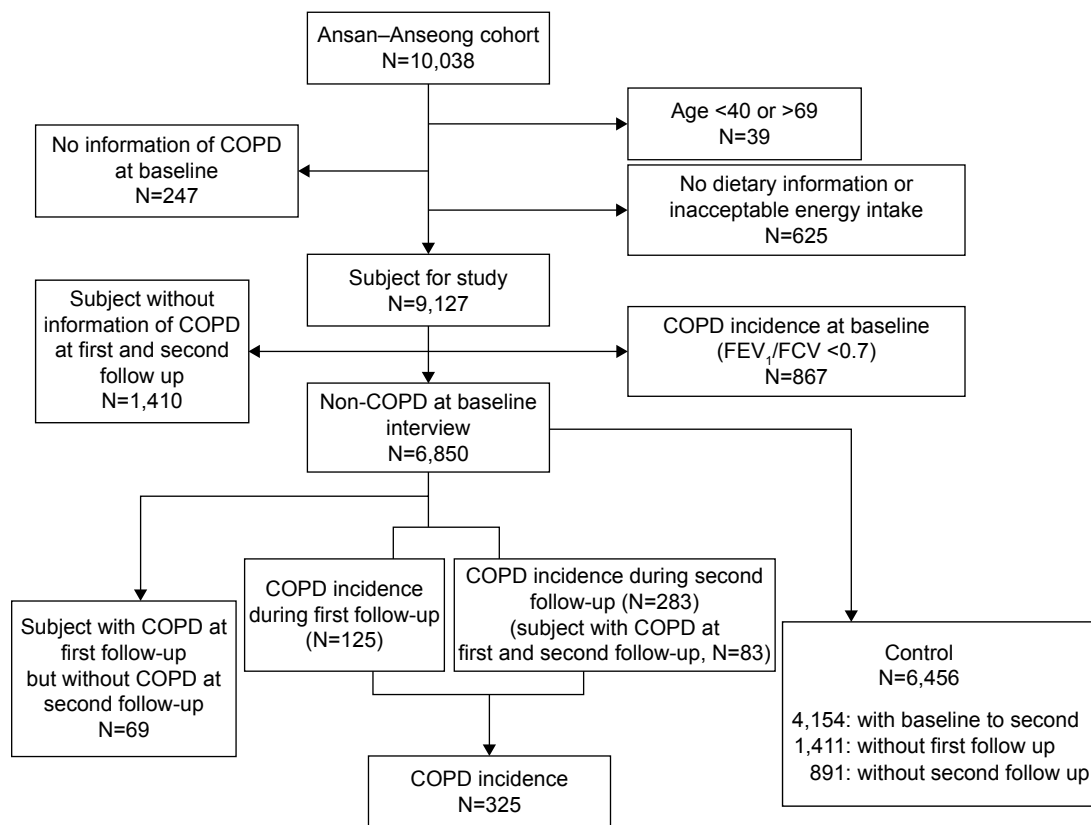 Ansan–Anseong cohort
N=10,038
Age <40 or >69
N=39
No information of COPD
at baseline
N=247
No dietary information or
inacceptable energy intake
N=625
Subject for study
N=9,127
Subject without
information of COPD
at first and second
follow up
N=1,410
COPD incidence at baseline
(FEV₁/FCV <0.7)
N=867
Non-COPD at baseline
interview
N=6,850
Subject with COPD at
first follow-up
but without COPD at
second follow-up
N=69
COPD incidence
during first follow-up
(N=125)
COPD incidence during second
follow-up (N=283)
(subject with COPD at
first and second follow-up, N=83)
Control
N=6,456
4,154: with baseline to second
1,411: without first follow up
891: without second follow up
COPD incidence
N=325